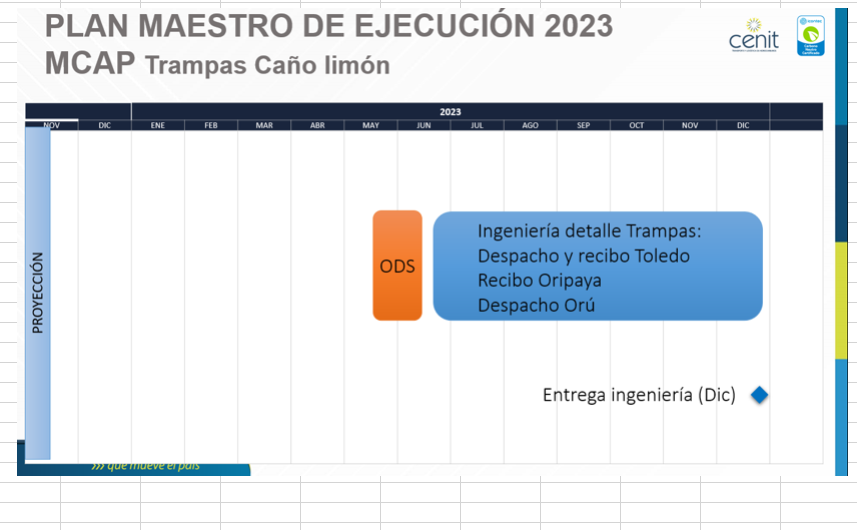 PLAN MAESTRO DE EJECUCIÓN 2023
MCAP Trampas Caño limón
cenit
2023
NOV DIC ENE FEB MAR ABR MAY JUN JUL AGO SEP OCT NOV DIC
PROYECCIÓN
ODS
Ingeniería detalle Trampas:
Despacho y recibo Toledo
Recibo Oripaya
Despacho Orú
Entrega ingeniería (Dic)
››› que mueve el país